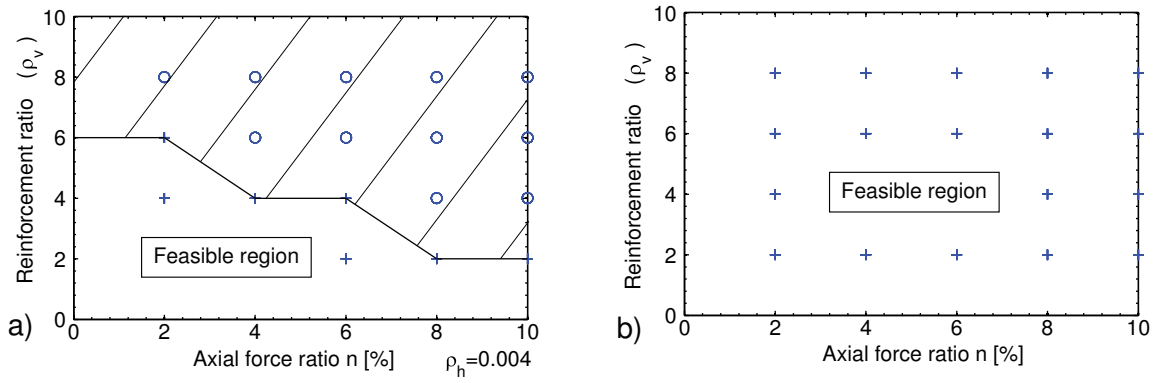 10
8
6
4
2
0
Reinforcement ratio (ρv)
Feasible region
a)
0 2 4 6 8 10
Axial force ratio n [%]
ρh=0.004
10
8
6
4
2
0
Reinforcement ratio (ρv)
Feasible region
b)
0 2 4 6 8 10
Axial force ratio n [%]